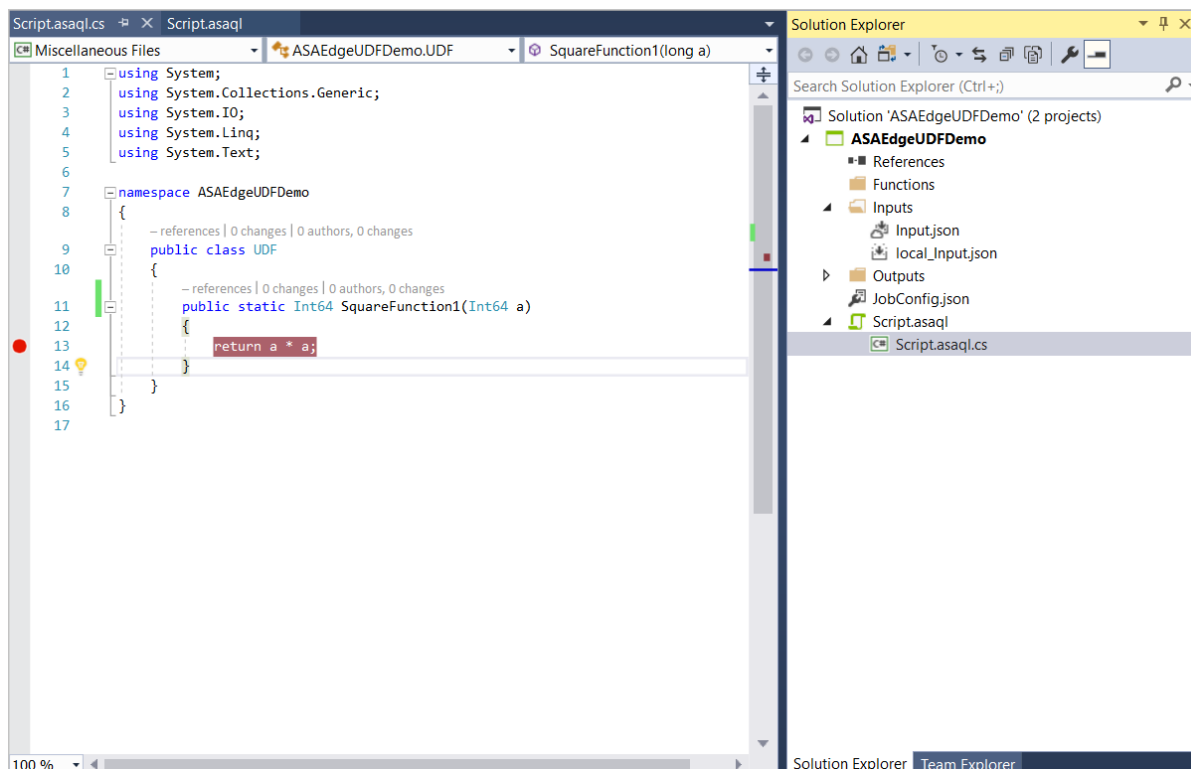 Script.asaql.cs Script.asaql
C# Miscellaneous Files ASAEdgeUDFDemo.UDF SquareFunction1(long a)
1 using System;
2 using System.Collections.Generic;
3 using System.IO;
4 using System.Linq;
5 using System.Text;
6
7 namespace ASAEdgeUDFDemo
8 {
– references | 0 changes | 0 authors, 0 changes
9 public class UDF
10 {
– references | 0 changes | 0 authors, 0 changes
11 public static Int64 SquareFunction1(Int64 a)
12 {
13 return a * a;
14 }
15 }
16 }
17
100 %
Solution Explorer
Search Solution Explorer (Ctrl+;)
Solution 'ASAEdgeUDFDemo' (2 projects)
ASAEdgeUDFDemo
References
Functions
Inputs
Input.json
local_Input.json
Outputs
JobConfig.json
Script.asaql
C# Script.asaql.cs
Solution Explorer Team Explorer